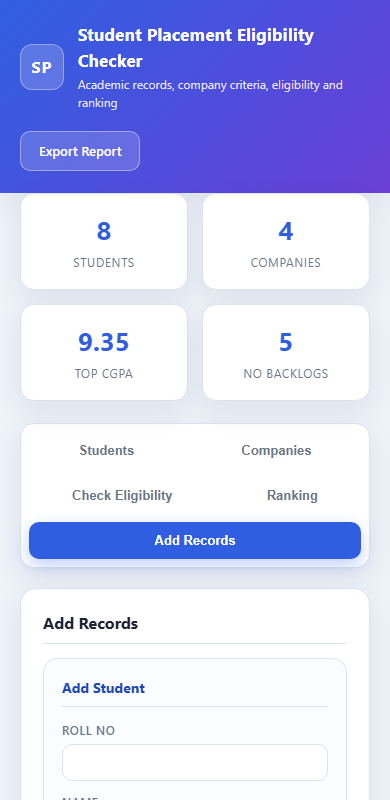 SP
Student Placement Eligibility
Checker
Academic records, company criteria, eligibility and
ranking
Export Report
8
STUDENTS
4
COMPANIES
9.35
TOP CGPA
5
NO BACKLOGS
Students
Companies
Check Eligibility
Ranking
Add Records
Add Records
Add Student
ROLL NO